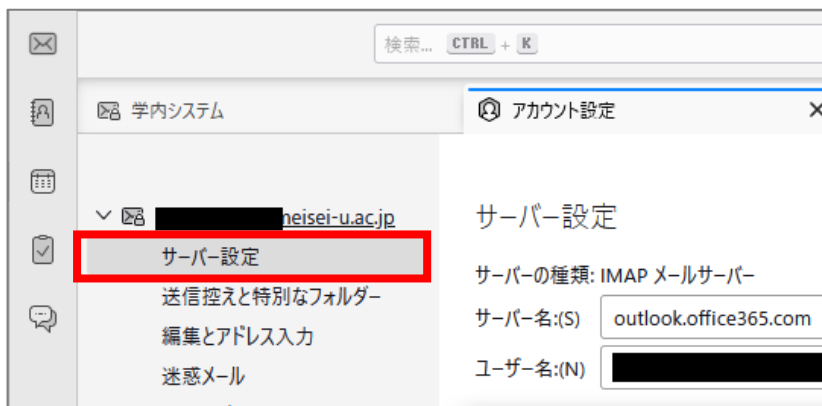 検索... CTRL + K
学内システム
アカウント設定
meisei-u.ac.jp
サーバー設定
送信控えと特別なフォルダー
編集とアドレス入力
迷惑メール
サーバー設定
サーバーの種類: IMAP メールサーバー
サーバー名:(S) outlook.office365.com
ユーザー名:(N)